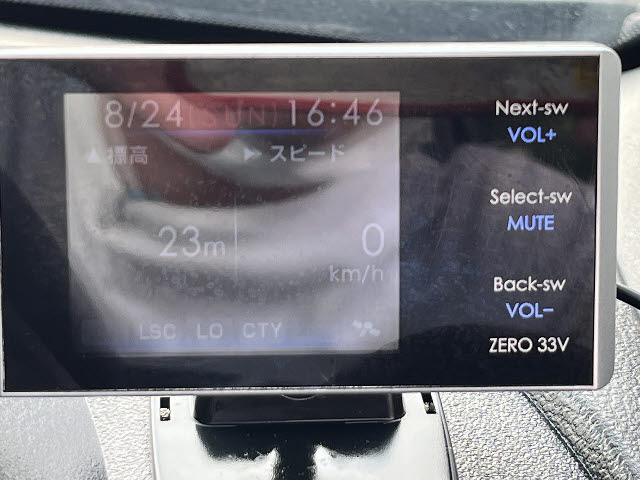 8/24 [SUN] 16:46
▲標高 ▶スピード
23m 0
km/h
LSC LO CTY
Next-sw
VOL+
Select-sw
MUTE
Back-sw
VOL−
ZERO 33V